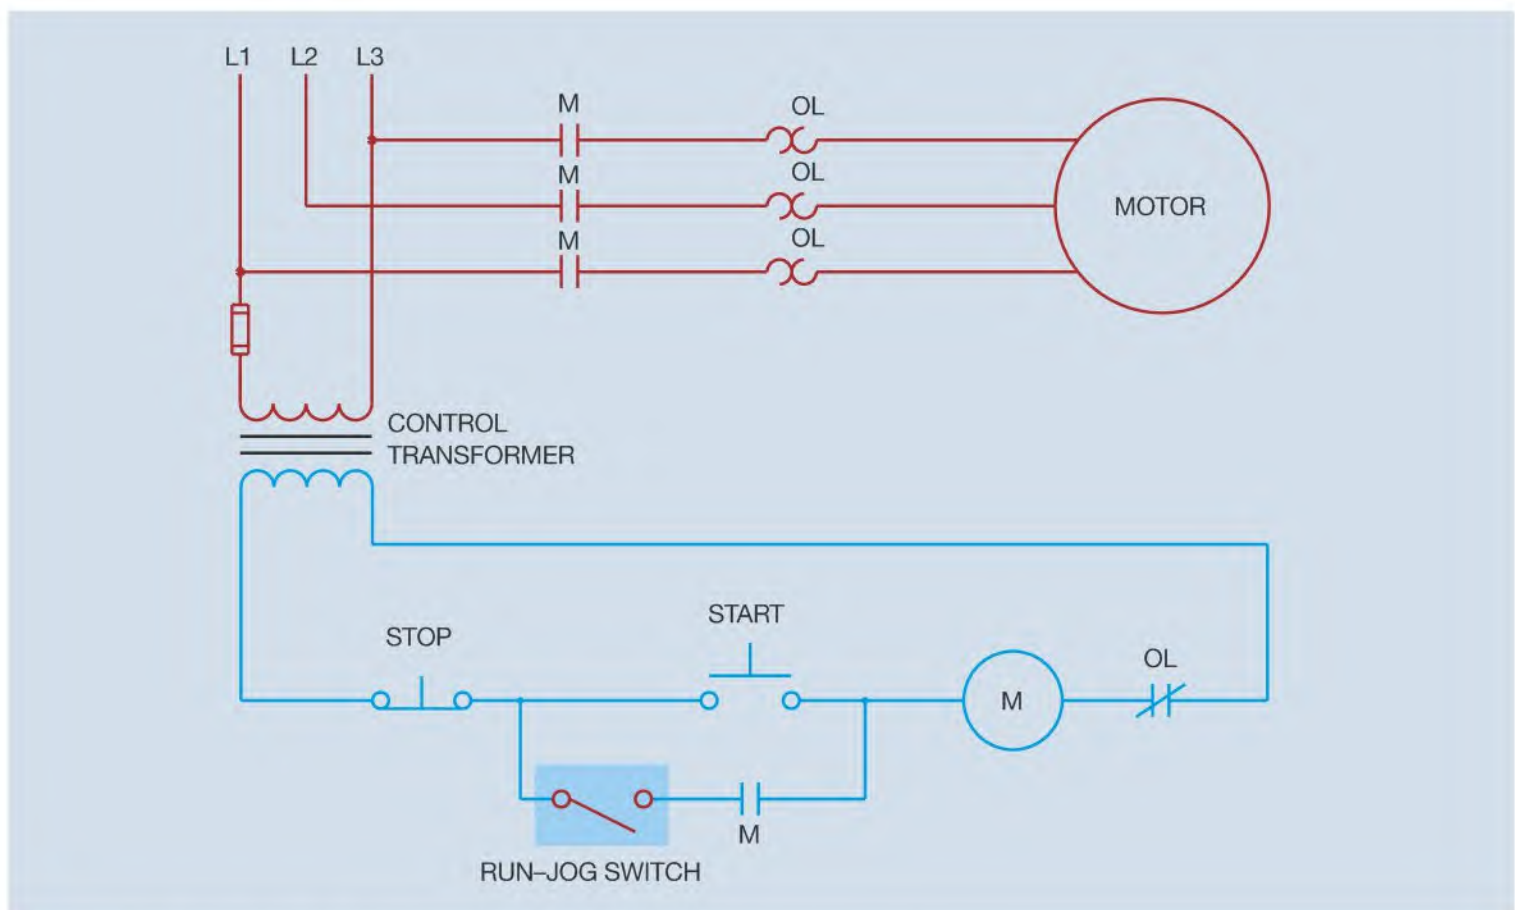 L1 L2 L3
M OL
M OL
MOTOR
M OL
CONTROL
TRANSFORMER
START
STOP
OL
M
M
RUN–JOG SWITCH